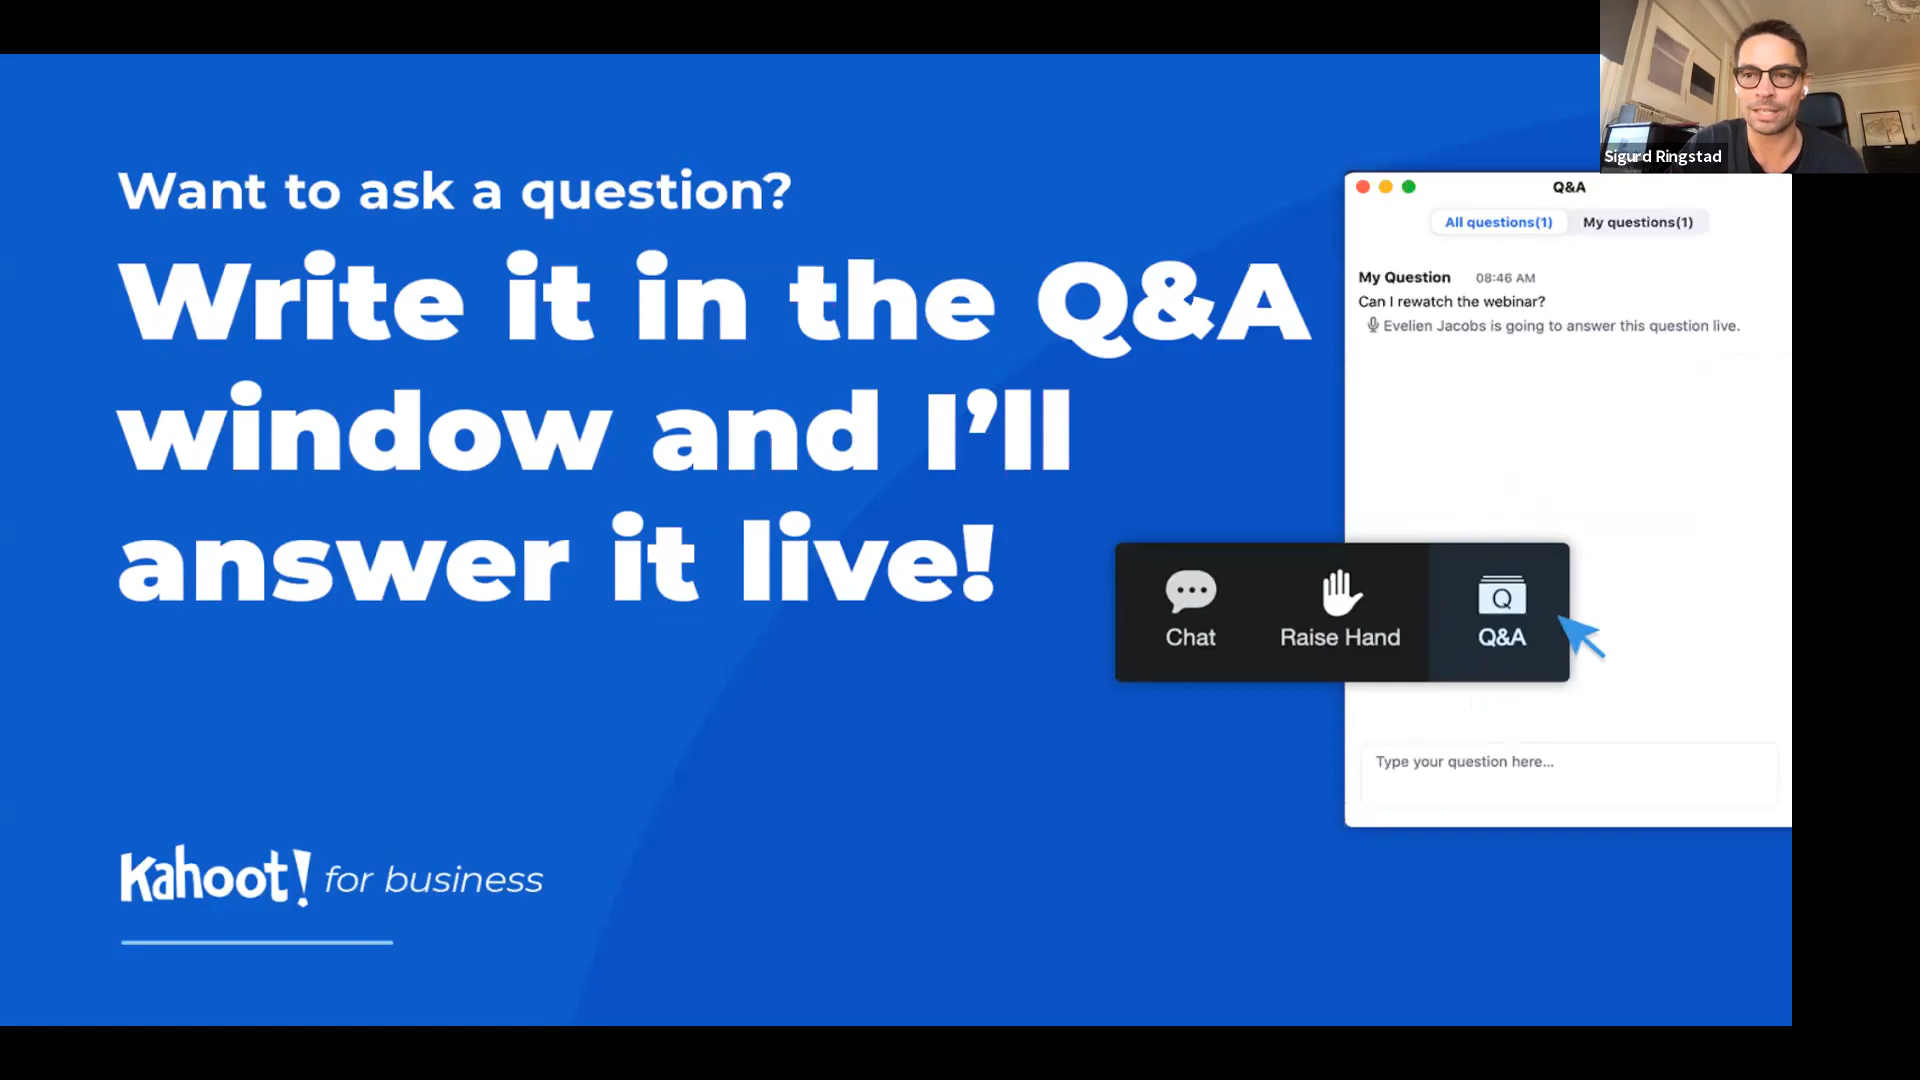 Sigurd Ringstad
Want to ask a question?
Write it in the Q&A
window and I'll
answer it live!
Q&A
All questions(1) My questions(1)
My Question 08:46 AM
Can I rewatch the webinar?
Evelien Jacobs is going to answer this question live.
Chat Raise Hand Q&A
Type your question here...
Kahoot! for business